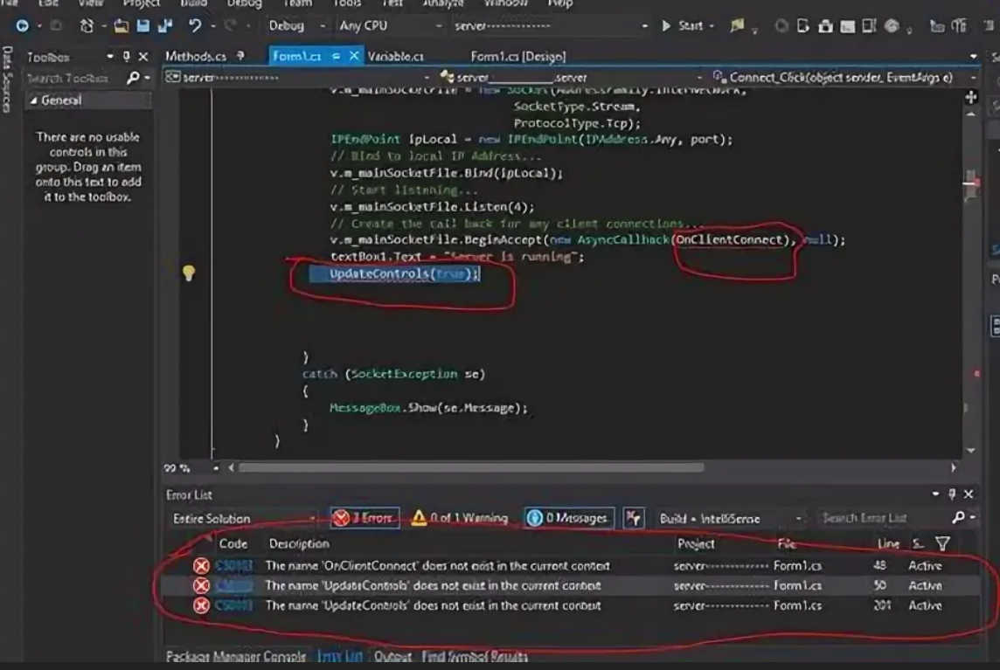 File Edit View Project Build Debug Team Tools Test Analyze Window Help
Debug Any CPU server Start
Data Sources
Toolbox
Search Toolbox
General
There are no usable
controls in this
group. Drag an item
onto this text to add
it to the toolbox.
Methods.cs Form1.cs Variable.cs Form1.cs [Design]
server server .server Connect_Click(object sender, EventArgs e)
v.m_mainSocketFile = new Socket(AddressFamily.InterNetwork,
SocketType.Stream,
ProtocolType.Tcp);
IPEndPoint ipLocal = new IPEndPoint(IPAddress.Any, port);
// Bind to local IP Address...
v.m_mainSocketFile.Bind(ipLocal);
// Start listening...
v.m_mainSocketFile.Listen(4);
// Create the call back for any client connections...
v.m_mainSocketFile.BeginAccept(new AsyncCallback(OnClientConnect), null);
textBox1.Text = "Server is running";
UpdateControls(true);
}
catch (SocketException se)
{
MessageBox.Show(se.Message);
}
}
99 %
Error List
Entire Solution 3 Errors 0 of 1 Warning 0 Messages Build + IntelliSense Search Error List
Code Description Project File Line S...
CS0103 The name 'OnClientConnect' does not exist in the current context server Form1.cs 48 Active
The name 'UpdateControls' does not exist in the current context server Form1.cs 50 Active
CS0103 The name 'UpdateControls' does not exist in the current context server Form1.cs 201 Active
Package Manager Console Error List Output Find Symbol Results